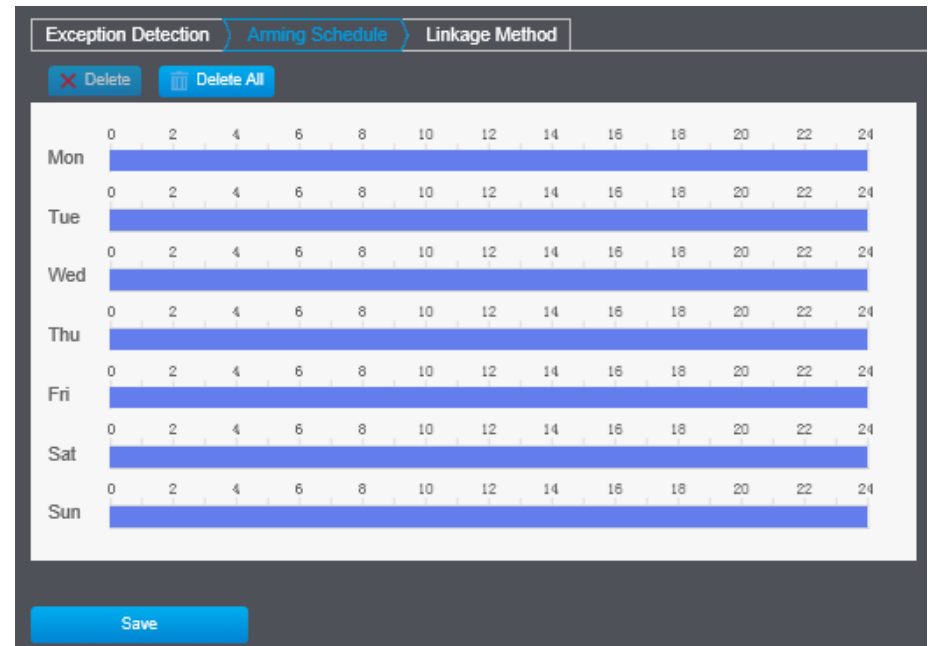 Exception Detection Arming Schedule Linkage Method
Delete Delete All
0 2 4 6 8 10 12 14 16 18 20 22 24
Mon
0 2 4 6 8 10 12 14 16 18 20 22 24
Tue
0 2 4 6 8 10 12 14 16 18 20 22 24
Wed
0 2 4 6 8 10 12 14 16 18 20 22 24
Thu
0 2 4 6 8 10 12 14 16 18 20 22 24
Fri
0 2 4 6 8 10 12 14 16 18 20 22 24
Sat
0 2 4 6 8 10 12 14 16 18 20 22 24
Sun
Save